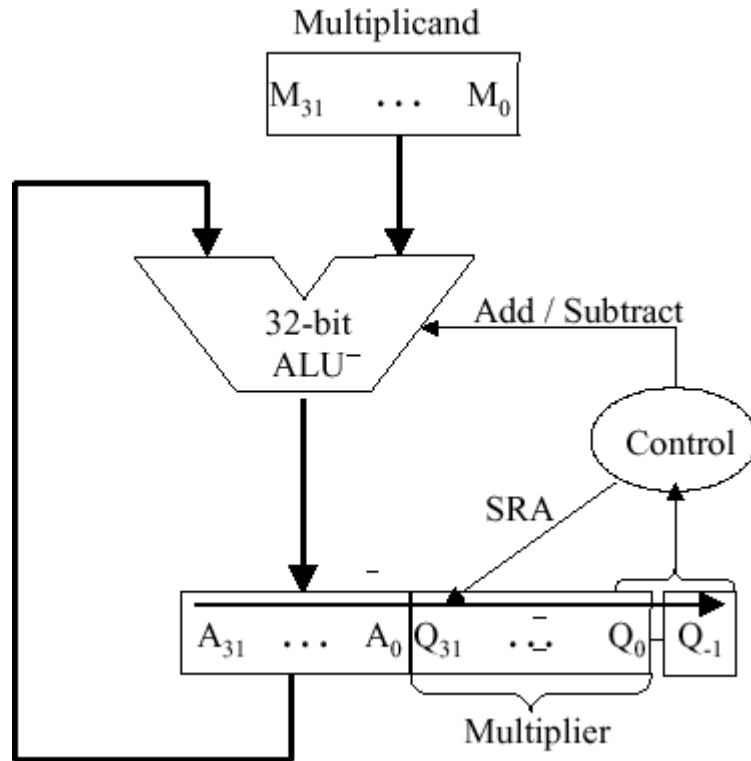 Multiplicand
M31 ... M0
32-bit
ALU
Add / Subtract
Control
SRA
A31 ... A0 Q31 ... Q0 Q-1
Multiplier